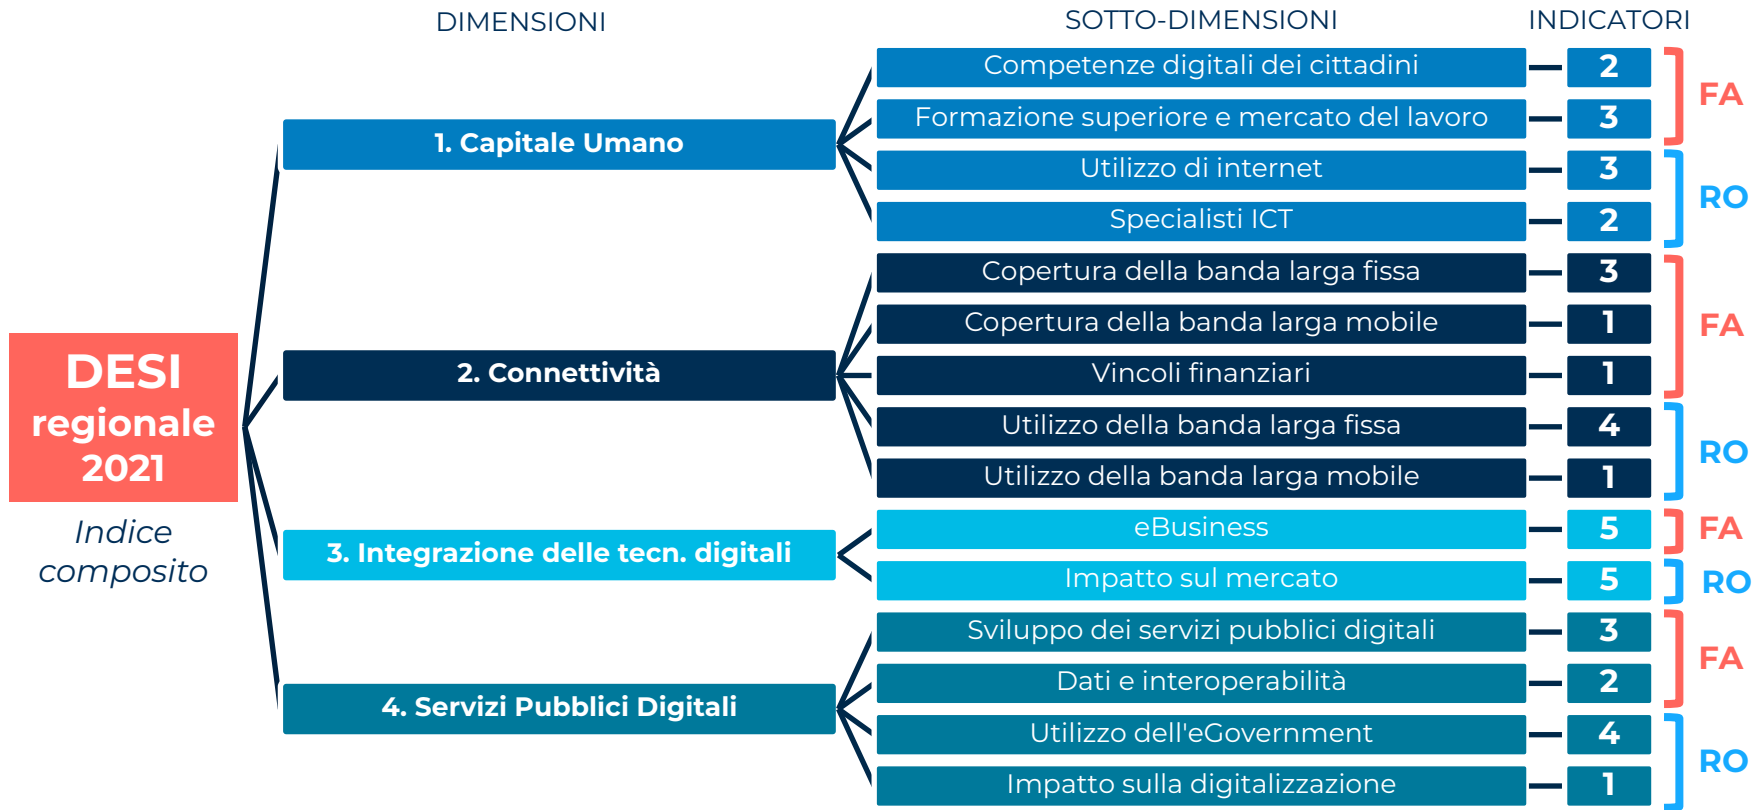 DIMENSIONI
SOTTO-DIMENSIONI
INDICATORI
DESI
regionale
2021
Indice
composito
1. Capitale Umano
Competenze digitali dei cittadini
2
Formazione superiore e mercato del lavoro
3
FA
Utilizzo di internet
3
Specialisti ICT
2
RO
2. Connettività
Copertura della banda larga fissa
3
Copertura della banda larga mobile
1
Vincoli finanziari
1
FA
Utilizzo della banda larga fissa
4
Utilizzo della banda larga mobile
1
RO
3. Integrazione delle tecn. digitali
eBusiness
5
FA
Impatto sul mercato
5
RO
4. Servizi Pubblici Digitali
Sviluppo dei servizi pubblici digitali
3
Dati e interoperabilità
2
FA
Utilizzo dell'eGovernment
4
Impatto sulla digitalizzazione
1
RO